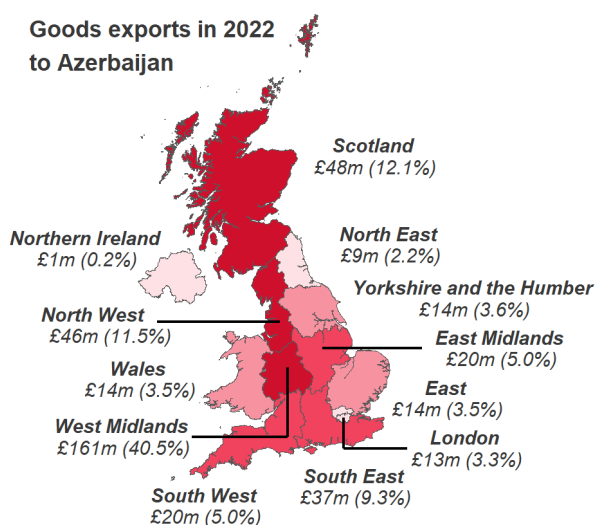 Goods exports in 2022
to Azerbaijan
Scotland
£48m (12.1%)
Northern Ireland
£1m (0.2%)
North East
£9m (2.2%)
Yorkshire and the Humber
£14m (3.6%)
North West
£46m (11.5%)
East Midlands
£20m (5.0%)
Wales
£14m (3.5%)
East
£14m (3.5%)
West Midlands
£161m (40.5%)
London
£13m (3.3%)
South East
£37m (9.3%)
South West
£20m (5.0%)